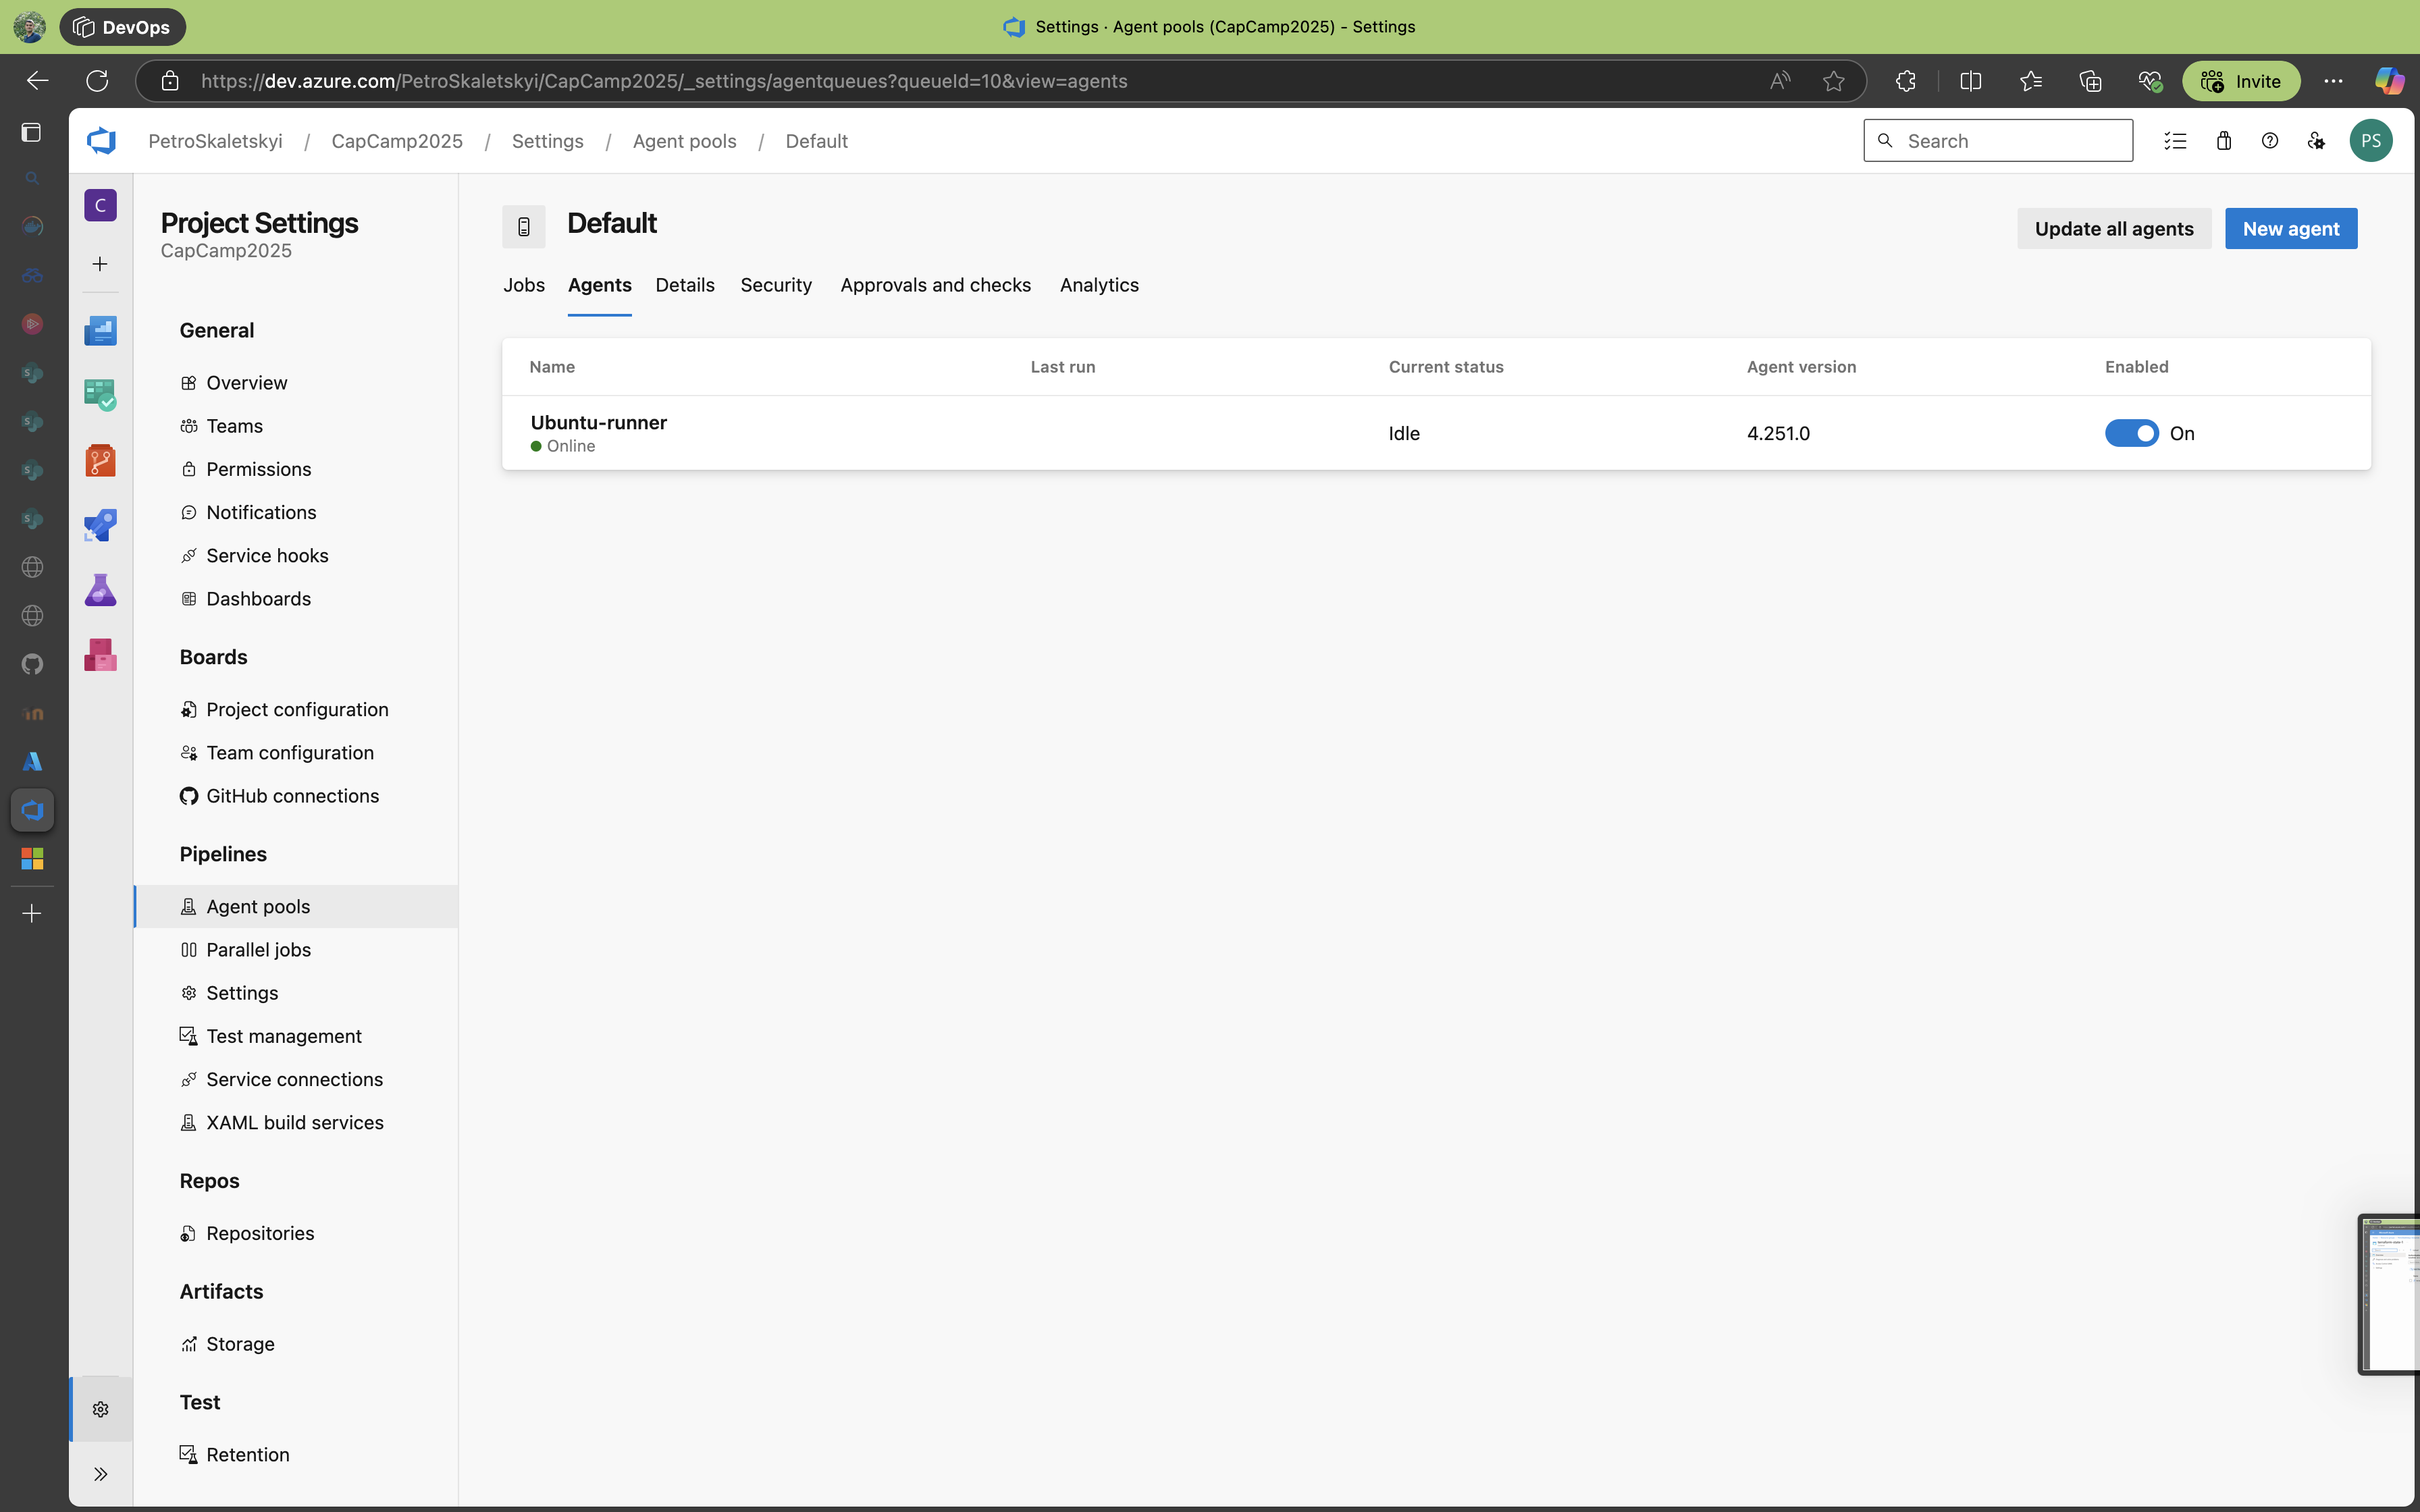 DevOps
Settings · Agent pools (CapCamp2025) - Settings
https://dev.azure.com/PetroSkaletskyi/CapCamp2025/_settings/agentqueues?queueId=10&view=agents
Invite
PetroSkaletskyi / CapCamp2025 / Settings / Agent pools / Default
Search
PS
C
Project Settings
CapCamp2025
General
Overview
Teams
Permissions
Notifications
Service hooks
Dashboards
Boards
Project configuration
Team configuration
GitHub connections
Pipelines
Agent pools
Parallel jobs
Settings
Test management
Service connections
XAML build services
Repos
Repositories
Artifacts
Storage
Test
Retention
Default
Update all agents
New agent
Jobs Agents Details Security Approvals and checks Analytics
Name Last run Current status Agent version Enabled
Ubuntu-runner
Online
Idle 4.251.0 On